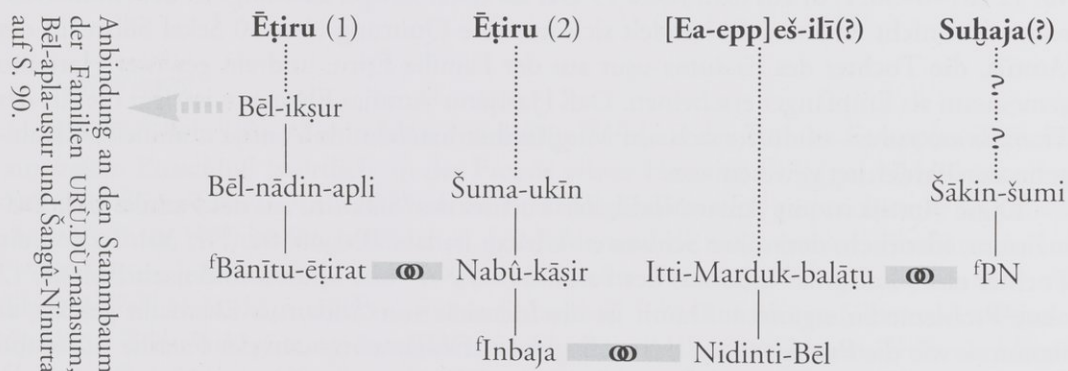 Anbindung an den Stammbaum
der Familien URÙ.DÙ-mansum,
Bēl-apla-uṣur und Šangû-Ninurta
auf S. 90.
Ēṭiru (1) Ēṭiru (2) [Ea-epp]eš-ilī(?) Suḫaja(?)
Bēl-ikṣur
Bēl-nādin-apli Šuma-ukīn Šākin-šumi
ᶠBānītu-ēṭirat Nabû-kāṣir Itti-Marduk-balāṭu ᶠPN
ᶠInbaja Nidinti-Bēl